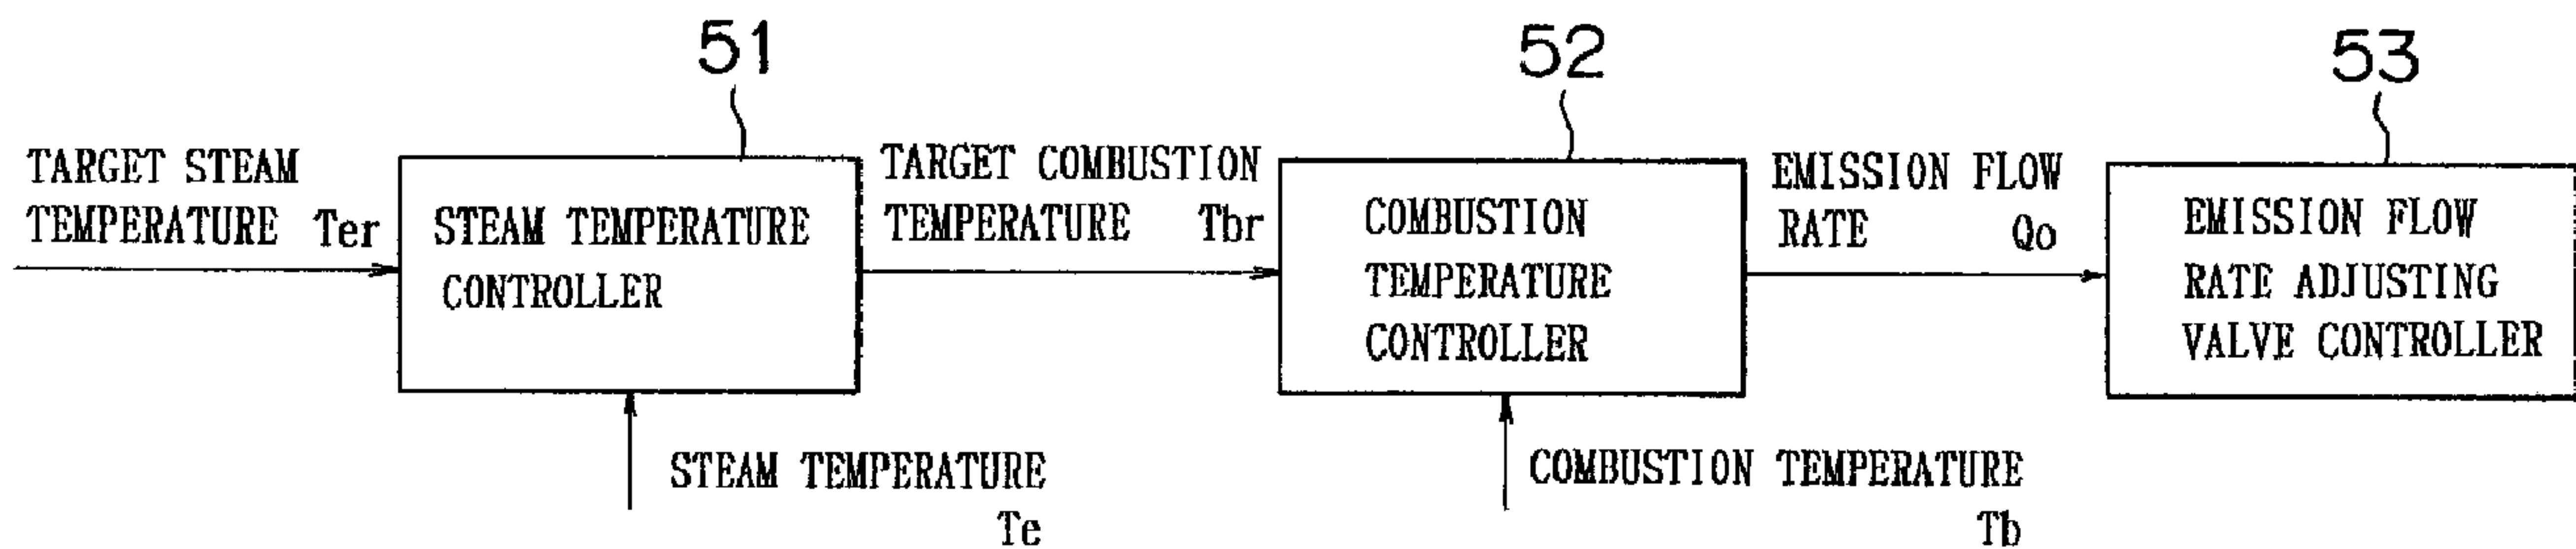 51
52
53
TARGET STEAM
TEMPERATURE Ter
STEAM TEMPERATURE
CONTROLLER
TARGET COMBUSTION
TEMPERATURE Tbr
COMBUSTION
TEMPERATURE
CONTROLLER
EMISSION FLOW
RATE Qo
EMISSION FLOW
RATE ADJUSTING
VALVE CONTROLLER
STEAM TEMPERATURE
Te
COMBUSTION TEMPERATURE
Tb